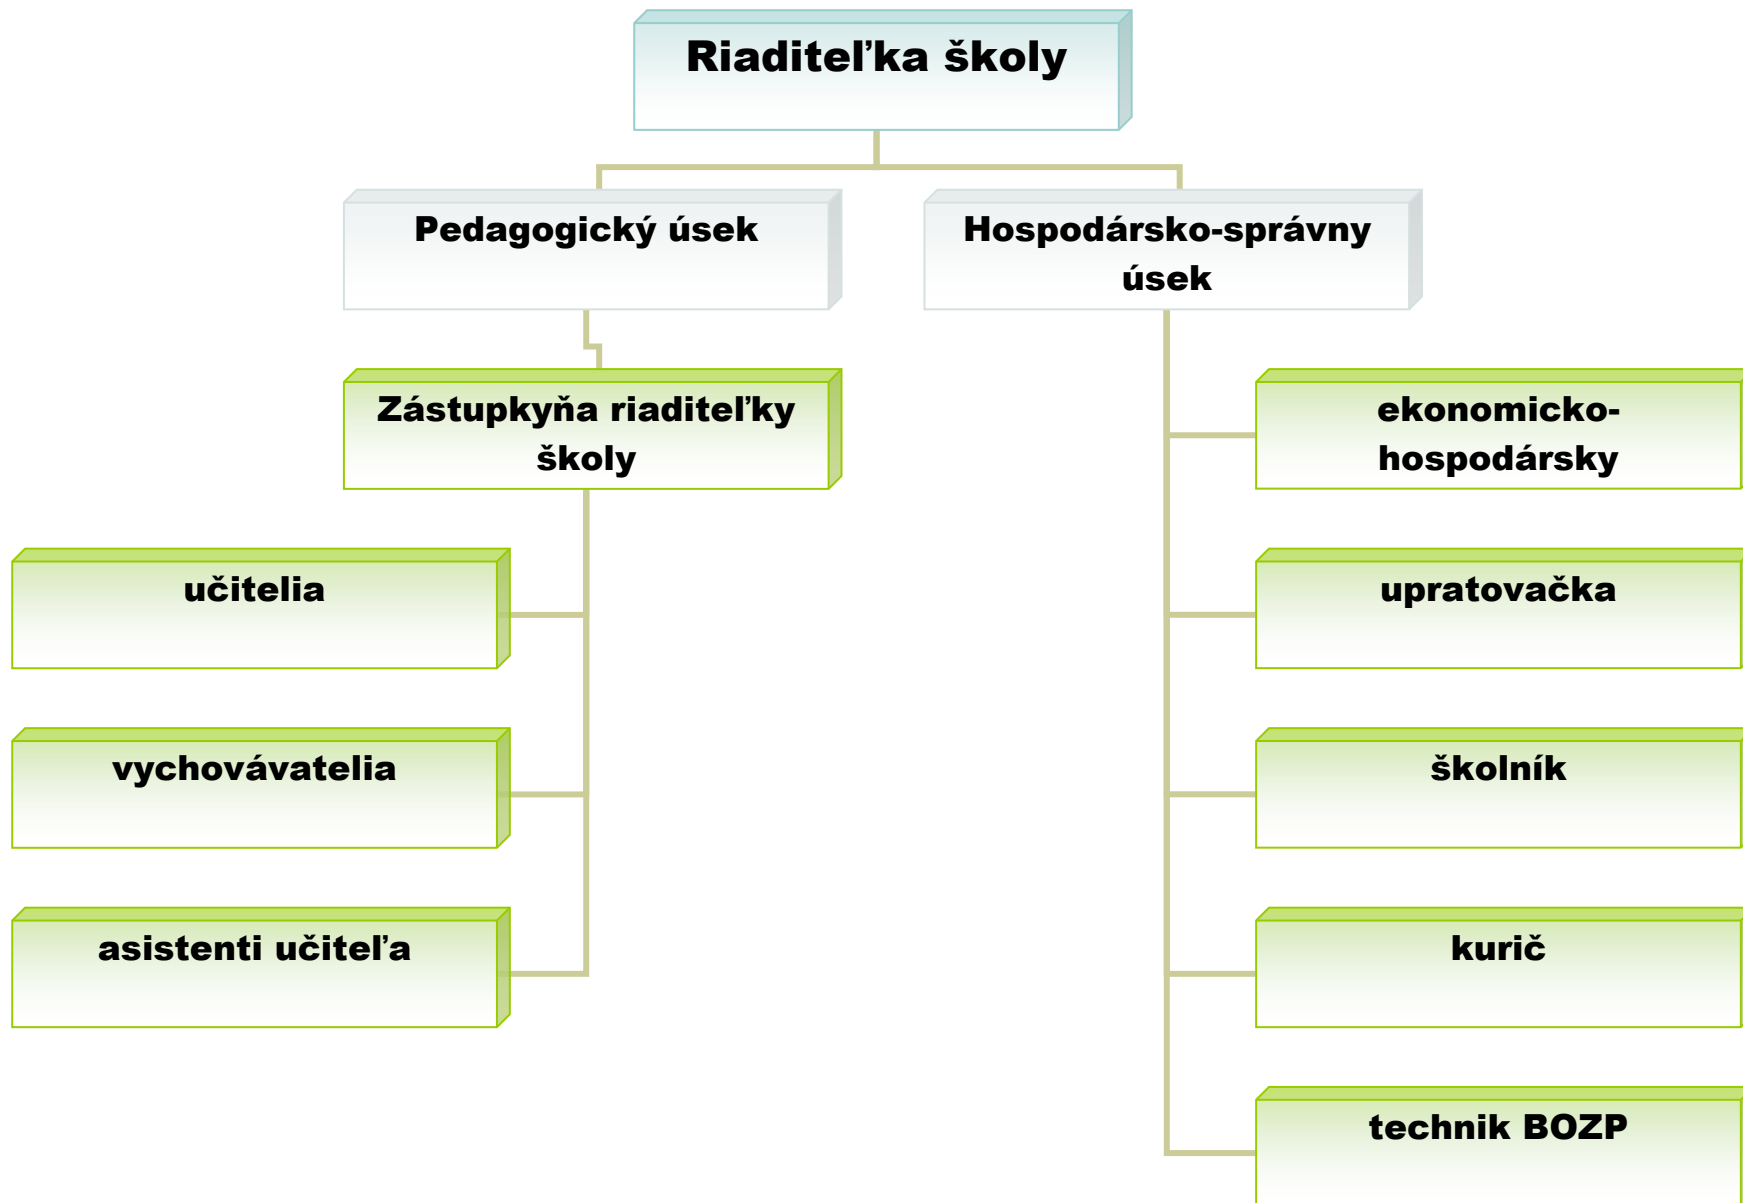 Riaditeľka školy
Pedagogický úsek
Hospodársko-správny
úsek
Zástupkyňa riaditeľky
školy
učitelia
vychovávatelia
asistenti učiteľa
ekonomicko-
hospodársky
upratovačka
školník
kurič
technik BOZP